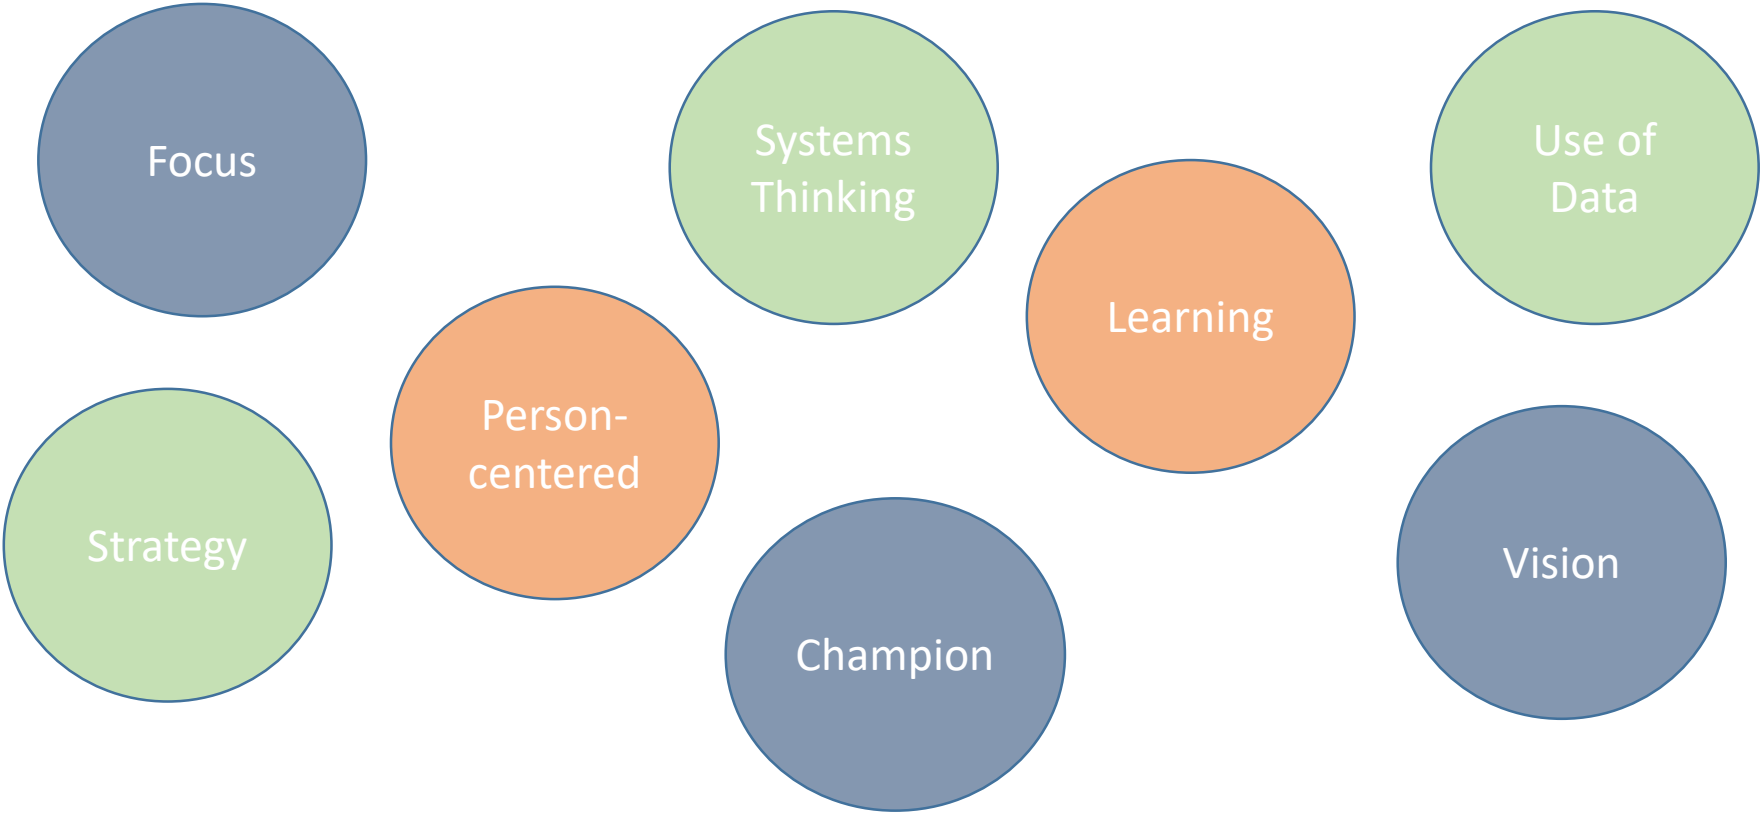 Focus
Systems
Thinking
Use of
Data
Learning
Person-
centered
Strategy
Vision
Champion